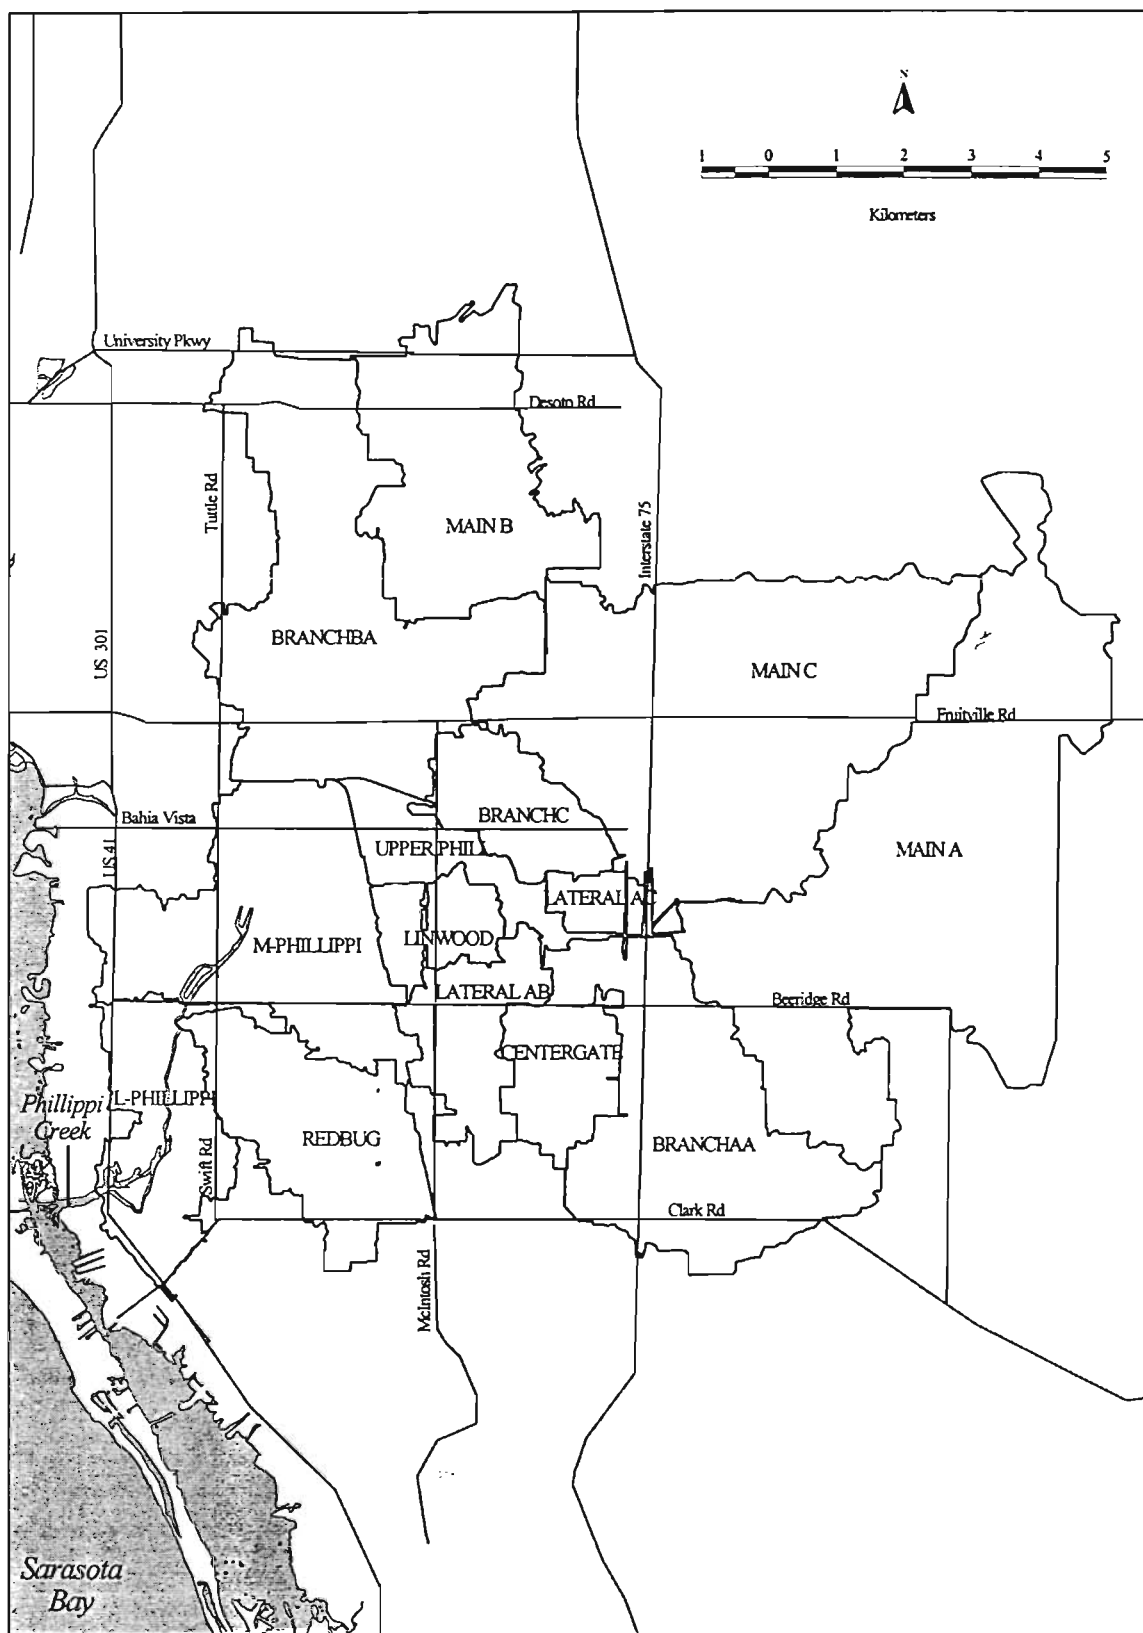 N
1 0 1 2 3 4 5
Kilometers
University Pkwy
Desoto Rd
Tuttle Rd
MAIN B
Interstate 75
BRANCHBA
US 301
MAIN C
Fruitville Rd
Bahia Vista
BRANCHC
US 41
UPPER PHILL
MAIN A
LATERAL AC
M-PHILLIPPI
LINWOOD
LATERAL AB
Beeridge Rd
CENTERGATE
Phillippi
Creek
L-PHILLIPPI
REDBUG
BRANCHAA
Swift Rd
Clark Rd
McIntosh Rd
Sarasota
Bay